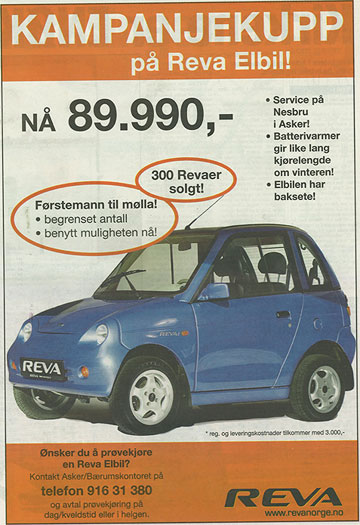 KAMPANJEKUPP
på Reva Elbil!
NÅ 89.990,-
• Service på
Nesbru
i Asker!
• Batterivarmer
gir like lang
kjørelengde
om vinteren!
• Elbilen har
baksete!
300 Revaer
solgt!
Førstemann til mølla!
• begrenset antall
• benytt muligheten nå!
REVAi
REVA
* reg. og leveringskostnader tilkommer med 3.000,-
Ønsker du å prøvekjøre
en Reva Elbil?
Kontakt Asker/Bærumskontoret på
telefon 916 31 380
og avtal prøvekjøring på
dag/kveldstid eller i helgen.
REVA
www.revanorge.no